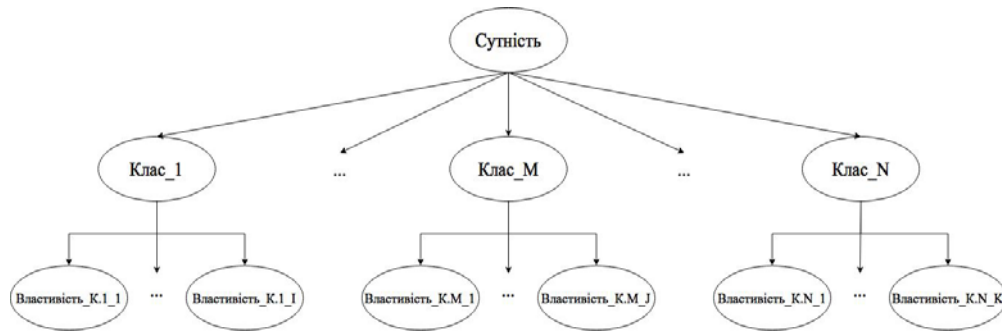 Сутність
Клас_1
...
Клас_M
...
Клас_N
Властивість_К.1_1
...
Властивість_К.1_I
Властивість_К.M_1
...
Властивість_К.M_J
Властивість_К.N_1
...
Властивість_К.N_K